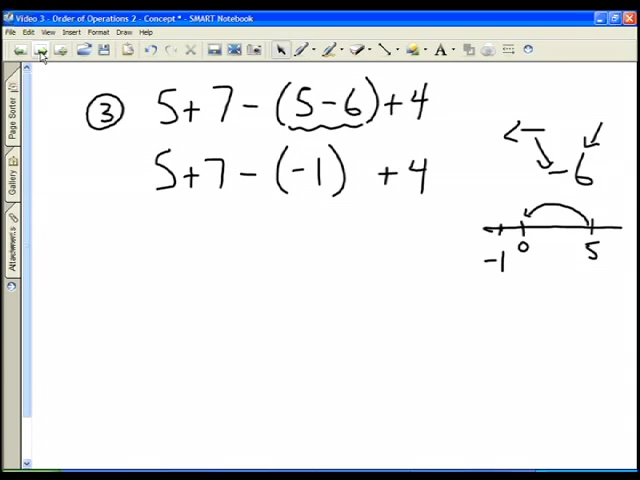 Video 3 - Order of Operations 2 - Concept * - SMART Notebook
File Edit View Insert Format Draw Help
Page Sorter
Gallery
Attachments
3 5+7-(5-6)+4
5+7-(-1) +4
-6
-1 0 5